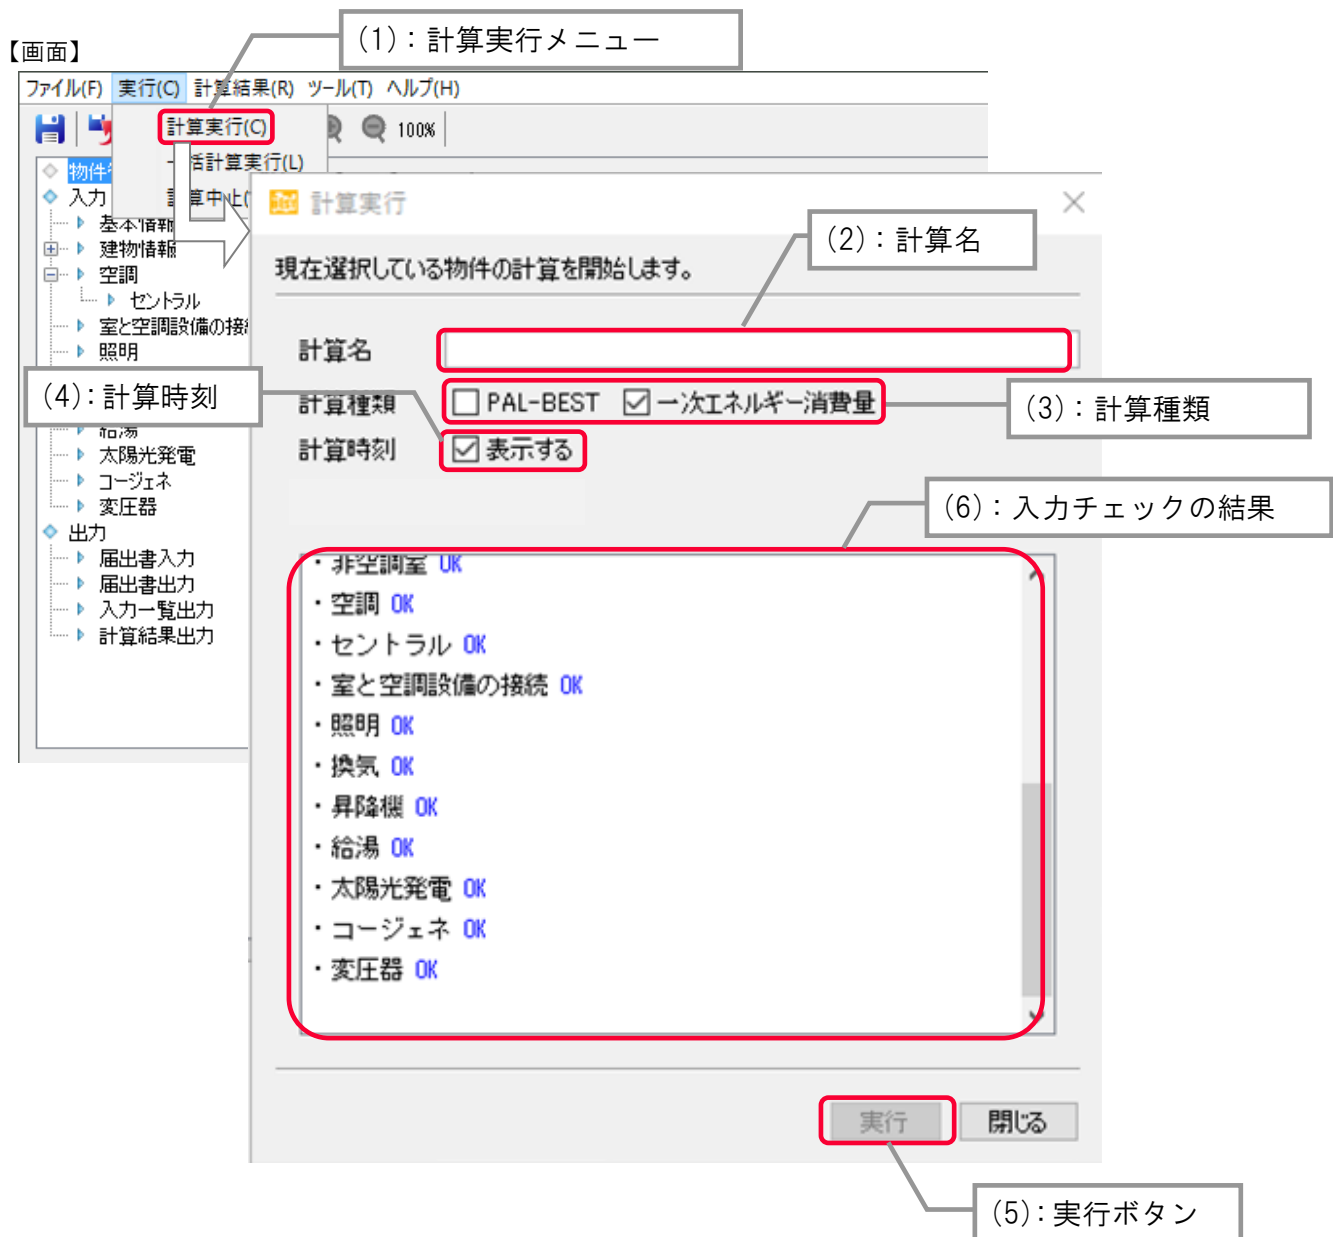 (1)：計算実行メニュー
【画面】
ファイル(F) 実行(C) 計算結果(R) ツール(T) ヘルプ(H)
計算実行(C)
100%
括計算実行(L)
物件
入力
算中止(
基本情報
建物情報
空調
セントラル
室と空調設備の接
照明
(4)：計算時刻
給湯
太陽光発電
コージェネ
変圧器
出力
届出書入力
届出書出力
入力一覧出力
計算結果出力
計算実行
(2)：計算名
現在選択している物件の計算を開始します。
計算名
計算種類 PAL-BEST 一次エネルギー消費量
(3)：計算種類
計算時刻 表示する
(6)：入力チェックの結果
・非空調室 OK
・空調 OK
・セントラル OK
・室と空調設備の接続 OK
・照明 OK
・換気 OK
・昇降機 OK
・給湯 OK
・太陽光発電 OK
・コージェネ OK
・変圧器 OK
実行 閉じる
(5)：実行ボタン